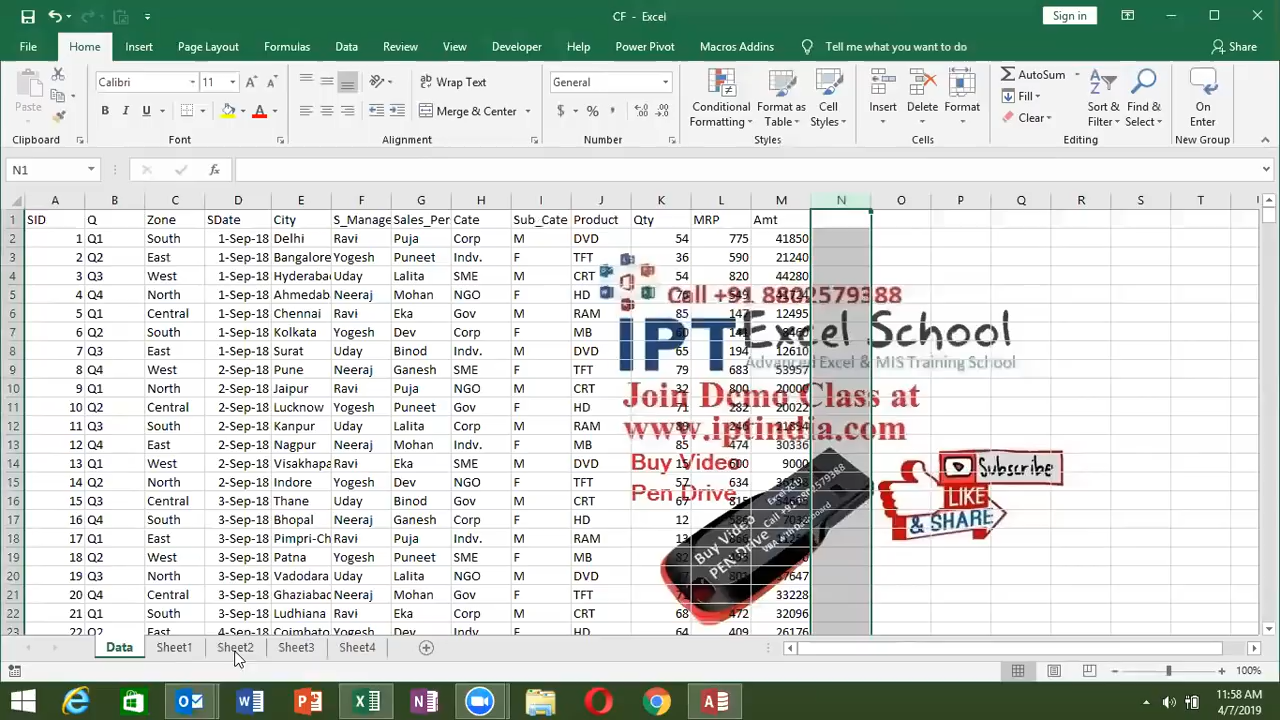 CF - Excel
Sign in
File Home Insert Page Layout Formulas Data Review View Developer Help Power Pivot Macros Addins Tell me what you want to do Share
Paste
Calibri 11
B I U
Wrap Text
Merge & Center
General
$ % ,
Conditional Formatting
Format as Table
Cell Styles
Insert
Delete
Format
AutoSum
Fill
Clear
Sort & Filter
Find & Select
On Enter
Clipboard Font Alignment Number Styles Cells Editing New Group
N1 fx
A B C D E F G H I J K L M N O P Q R S T
1 SID Q Zone SDate City S_Manage Sales_Per Cate Sub_Cate Product Qty MRP Amt
2 1 Q1 South 1-Sep-18 Delhi Ravi Puja Corp M DVD 54 775 41850
3 2 Q2 East 1-Sep-18 Bangalore Yogesh Puneet Indv. F TFT 36 590 21240
4 3 Q3 West 1-Sep-18 Hyderabad Uday Lalita SME M CRT 54 820 44280
5 4 Q4 North 1-Sep-18 Ahmedab Neeraj Mohan NGO F HD
6 5 Q1 Central 1-Sep-18 Chennai Ravi Eka Gov M RAM 85 147 12495
7 6 Q2 South 1-Sep-18 Kolkata Yogesh Dev Corp F MB 60 141 8460
8 7 Q3 East 1-Sep-18 Surat Uday Binod Indv. M DVD 65 194 12610
9 8 Q4 West 2-Sep-18 Pune Neeraj Ganesh SME F TFT 79 683 53957
10 9 Q1 North 2-Sep-18 Jaipur Ravi Puja NGO M CRT 800
11 10 Q2 Central 2-Sep-18 Lucknow Yogesh Puneet Gov F HD 71 282 20022
12 11 Q3 South 2-Sep-18 Kanpur Uday Lalita Corp M RAM 89 246 21894
13 12 Q4 East 2-Sep-18 Nagpur Neeraj Mohan Indv. F MB 474 30336
14 13 Q1 West 2-Sep-18 Visakhapa Ravi Eka SME M CRT 15 600 9000
15 14 Q2 North 2-Sep-18 Indore Yogesh Dev NGO F TFT 57 634
16 15 Q3 Central 3-Sep-18 Thane Uday Binod Gov M CRT 67
17 16 Q4 South 3-Sep-18 Bhopal Neeraj Ganesh Corp F HD 12
18 17 Q1 East 3-Sep-18 Pimpri-Ch Ravi Puja Indv. M RAM
19 18 Q2 West 3-Sep-18 Patna Yogesh Puneet SME F MB
20 19 Q3 North 3-Sep-18 Vadodara Uday Lalita NGO M DVD
21 20 Q4 Central 3-Sep-18 Ghaziabad Neeraj Mohan Gov F TFT 33228
22 21 Q1 South 3-Sep-18 Ludhiana Ravi Eka Corp M CRT 68 472 32096
23 22 Q2 East 4-Sep-18 Coimbato Yogesh Dev Indv. F HD 64 409 26176
Call +91 8802579388
IPT Excel School
Advanced Excel & MIS Training School
Join Demo Class at
www.iptindia.com
Buy Video
Pen Drive
Buy Video
PEN Drive
Subscribe
LIKE
& SHARE
Data Sheet1 Sheet2 Sheet3 Sheet4
100%
11:58 AM
4/7/2019